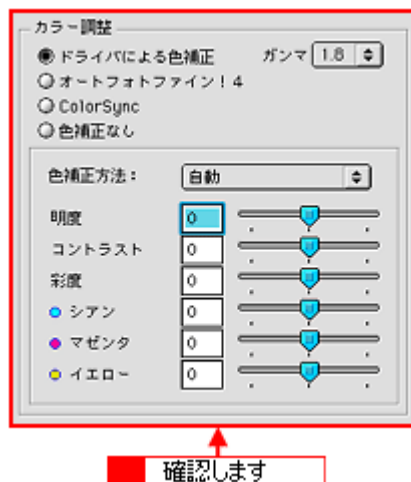 カラー調整
ドライバによる色補正 ガンマ 1.8
オートフォトファイン!4
ColorSync
色補正なし
色補正方法: 自動
明度 0
コントラスト 0
彩度 0
シアン 0
マゼンタ 0
イエロー 0
確認します